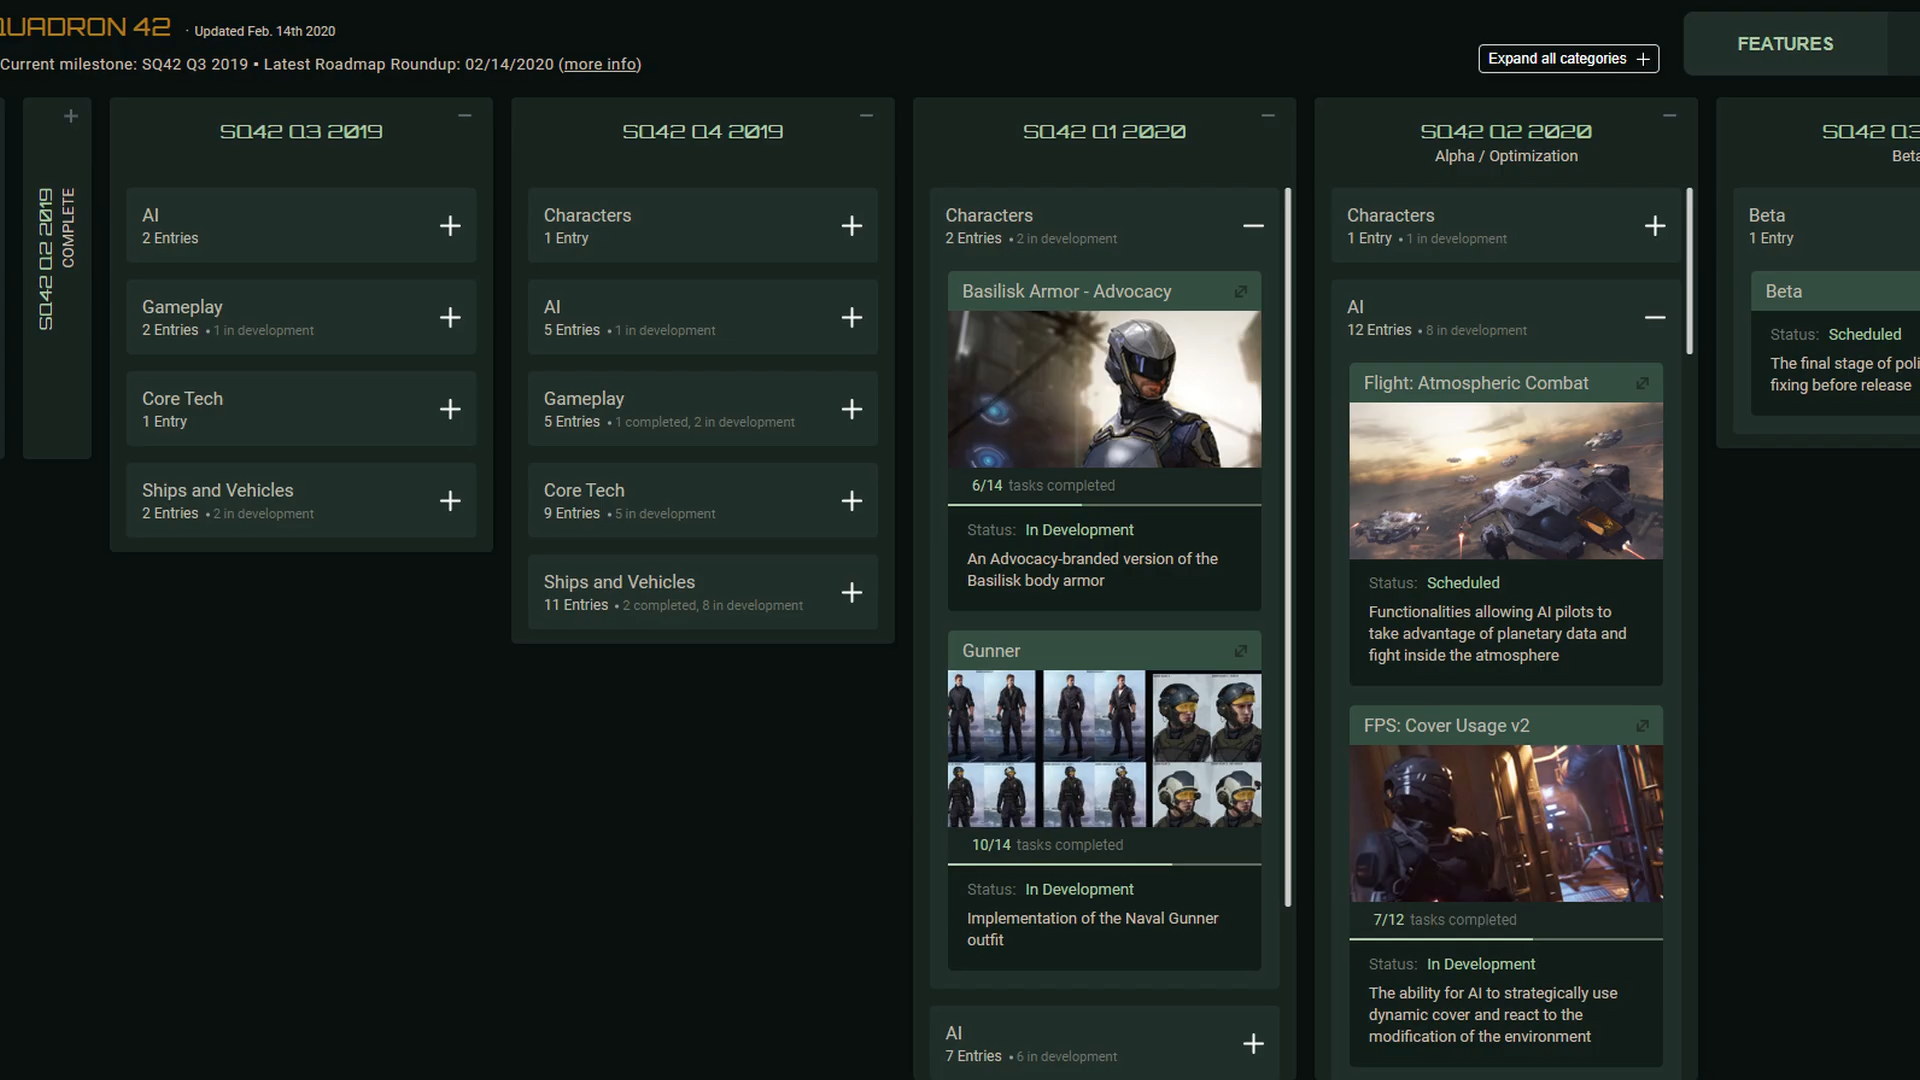 QUADRON 42 · Updated Feb. 14th 2020
Current milestone: SQ42 Q3 2019 • Latest Roadmap Roundup: 02/14/2020 (more info)
Expand all categories +
FEATURES
SQ42 Q2 2019
COMPLETE
SQ42 Q3 2019
AI
2 Entries
Gameplay
2 Entries • 1 in development
Core Tech
1 Entry
Ships and Vehicles
2 Entries • 2 in development
SQ42 Q4 2019
Characters
1 Entry
AI
5 Entries • 1 in development
Gameplay
5 Entries • 1 completed, 2 in development
Core Tech
9 Entries • 5 in development
Ships and Vehicles
11 Entries • 2 completed, 8 in development
SQ42 Q1 2020
Characters
2 Entries • 2 in development
Basilisk Armor - Advocacy
6/14 tasks completed
Status: In Development
An Advocacy-branded version of the
Basilisk body armor
Gunner
10/14 tasks completed
Status: In Development
Implementation of the Naval Gunner
outfit
AI
7 Entries • 6 in development
SQ42 Q2 2020
Alpha / Optimization
Characters
1 Entry • 1 in development
AI
12 Entries • 8 in development
Flight: Atmospheric Combat
Status: Scheduled
Functionalities allowing AI pilots to
take advantage of planetary data and
fight inside the atmosphere
FPS: Cover Usage v2
7/12 tasks completed
Status: In Development
The ability for AI to strategically use
dynamic cover and react to the
modification of the environment
SQ42 Q3
Beta
Beta
1 Entry
Beta
Status: Scheduled
The final stage of poli
fixing before release